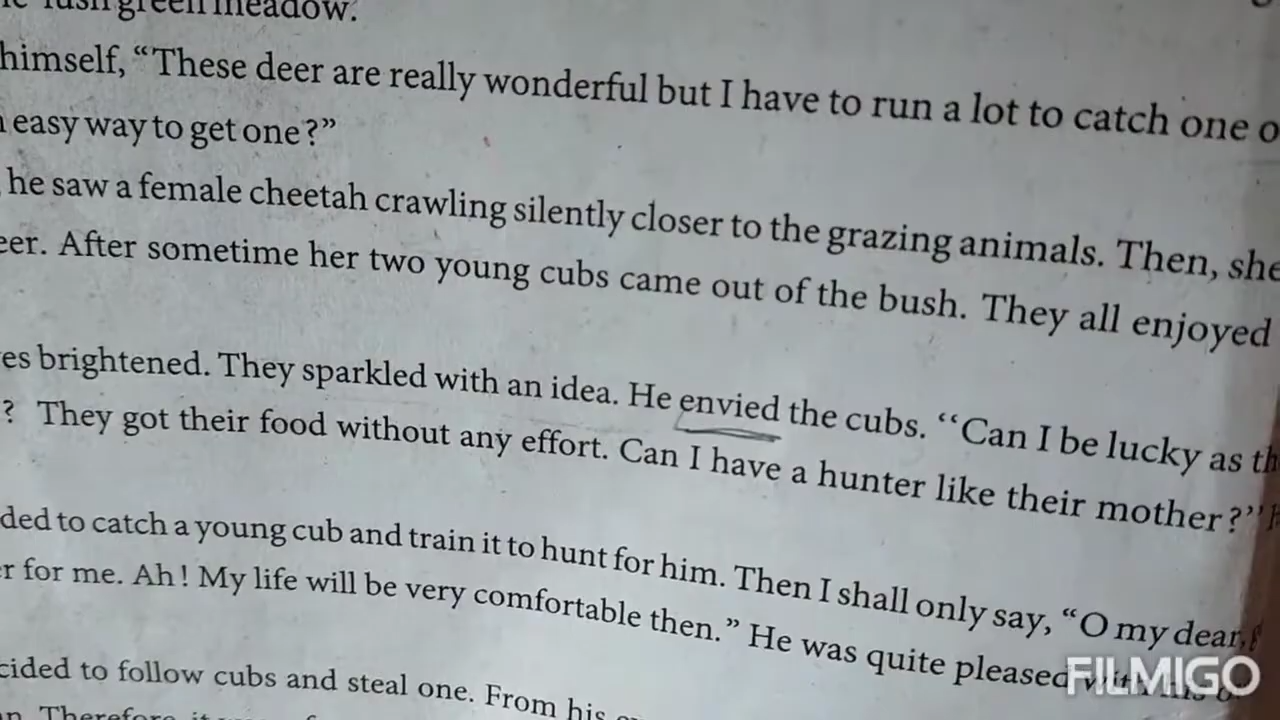 lush green meadow.
himself, “These deer are really wonderful but I have to run a lot to catch one
easy way to get one?”
he saw a female cheetah crawling silently closer to the grazing animals. Then, she
eer. After sometime her two young cubs came out of the bush. They all enjoyed
es brightened. They sparkled with an idea. He envied the cubs. “Can I be lucky as th
? They got their food without any effort. Can I have a hunter like their mother?”
ded to catch a young cub and train it to hunt for him. Then I shall only say, “O my dear,
r for me. Ah! My life will be very comfortable then.” He was quite pleased
cided to follow cubs and steal one. From his
Therefore
FILMIGO